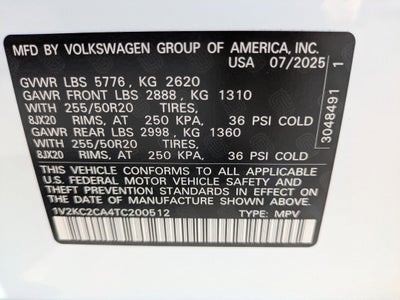 MFD BY VOLKSWAGEN GROUP OF AMERICA, INC.
USA 07/2025
GVWR LBS 5776, KG 2620
GAWR FRONT LBS 2888, KG 1310
WITH 255/50R20 TIRES,
8JX20 RIMS, AT 250 KPA, 36 PSI COLD
GAWR REAR LBS 2998, KG 1360
WITH 255/50R20 TIRES,
8JX20 RIMS, AT 250 KPA, 36 PSI COLD
THIS VEHICLE CONFORMS TO ALL APPLICABLE
U.S. FEDERAL MOTOR VEHICLE SAFETY AND
THEFT PREVENTION STANDARDS IN EFFECT
ON THE DATE OF MANUFACTURE SHOWN ABOVE.
1V2KC2CA4TC200512 TYPE: MPV
3048491 1